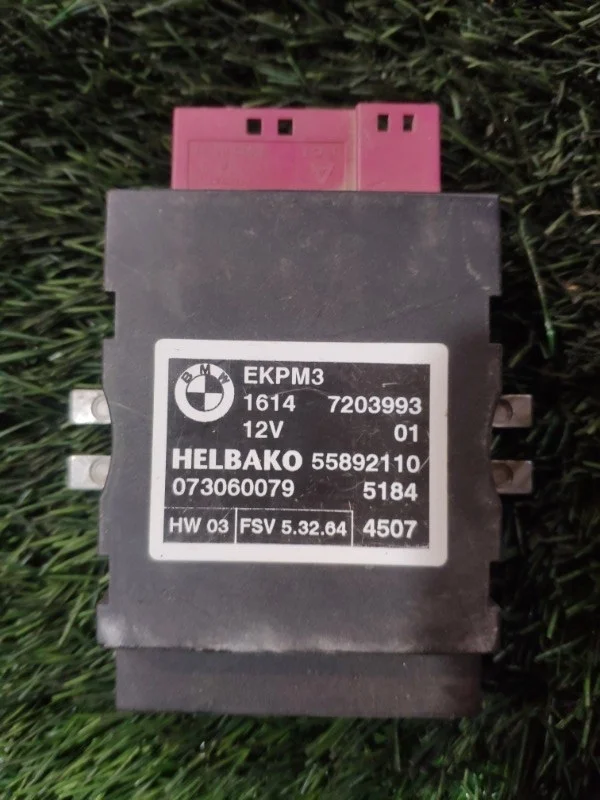 BMW
EKPM3
1614 7203993
12V 01
HELBAKO 55892110
073060079 5184
HW 03 FSV 5.32.64 4507